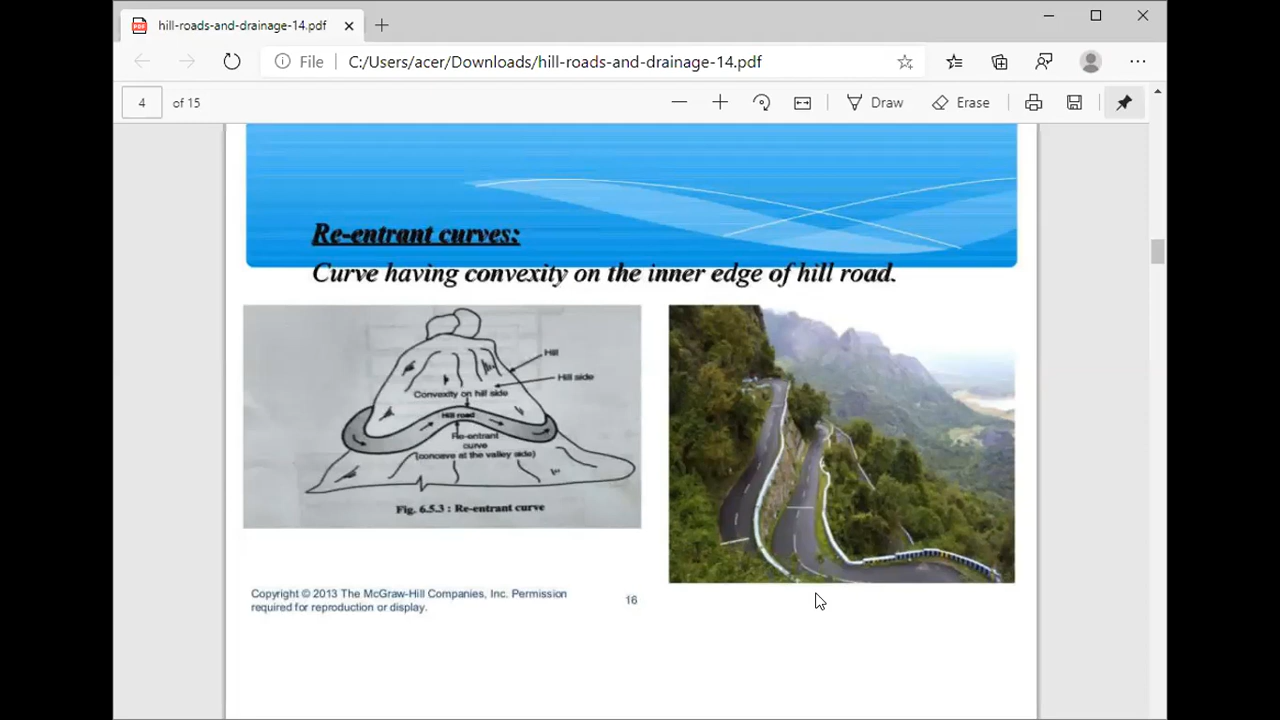 hill-roads-and-drainage-14.pdf
File C:/Users/acer/Downloads/hill-roads-and-drainage-14.pdf
4 of 15 Draw Erase
Re-entrant curves:
Curve having convexity on the inner edge of hill road.
Hill
Hill side
Convexity on hill side
Hill road
Re-entrant
curve
(concave at the valley side)
Fig. 6.5.3 : Re-entrant curve
Copyright © 2013 The McGraw-Hill Companies, Inc. Permission
required for reproduction or display.
16